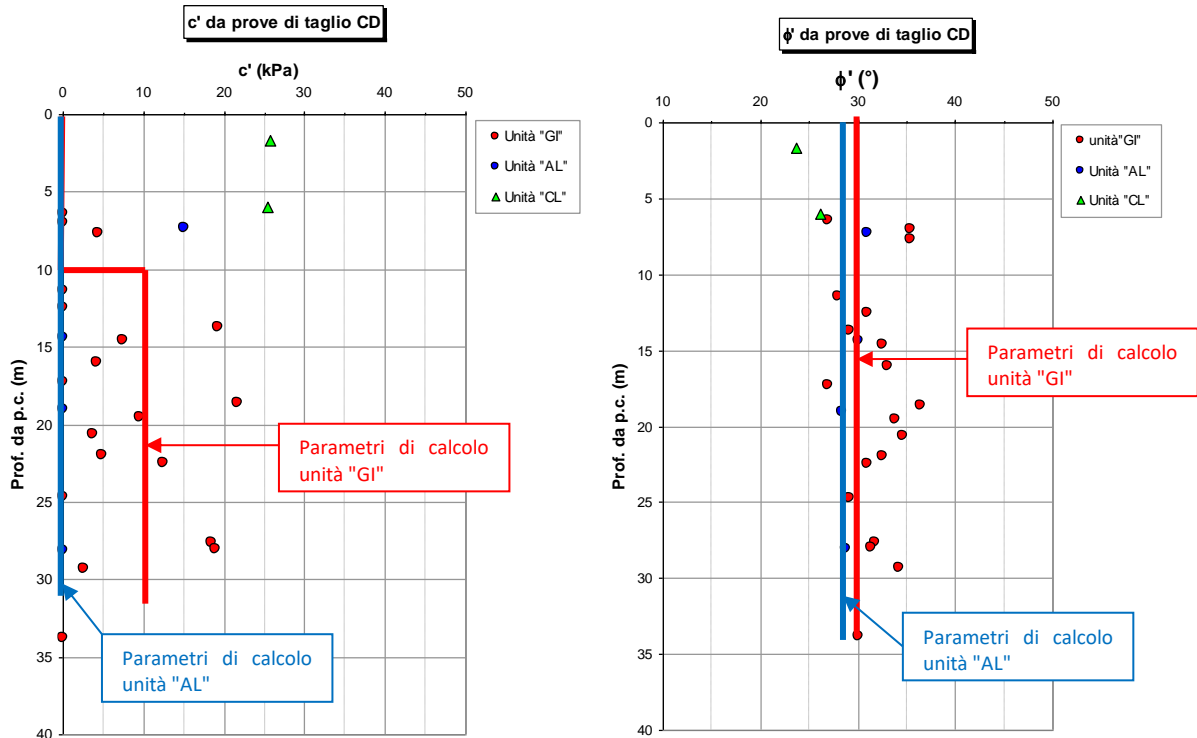 c' da prove di taglio CD
c' (kPa)
0 10 20 30 40 50
0
5
10
15
20
25
30
35
40
Prof. da p.c. (m)
Unità "GI"
Unità "AL"
Unità "CL"
Parametri di calcolo
unità "GI"
Parametri di calcolo
unità "AL"
ϕ' da prove di taglio CD
ϕ' (°)
10 20 30 40 50
0
5
10
15
20
25
30
35
40
Prof. da p.c. (m)
unità"GI"
Unità "AL"
Unità "CL"
Parametri di calcolo
unità "GI"
Parametri di calcolo
unità "AL"